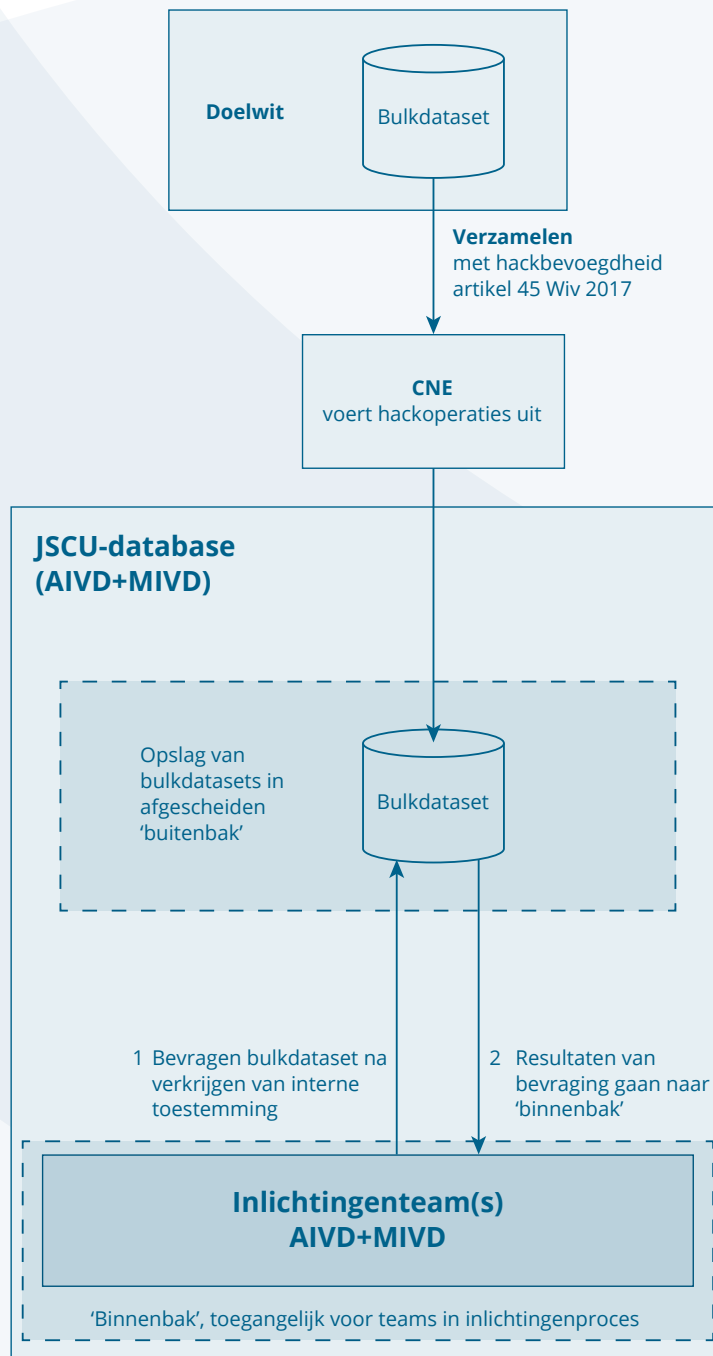 Doelwit
Bulkdataset
Verzamelen
met hackbevoegdheid
artikel 45 Wiv 2017
CNE
voert hackoperaties uit
JSCU-database
(AIVD+MIVD)
Opslag van
bulkdatasets in
afgescheiden
‘buitenbak’
Bulkdataset
1 Bevragen bulkdataset na
verkrijgen van interne
toestemming
2 Resultaten van
bevraging gaan naar
‘binnenbak’
Inlichtingenteam(s)
AIVD+MIVD
‘Binnenbak’, toegangelijk voor teams in inlichtingenproces